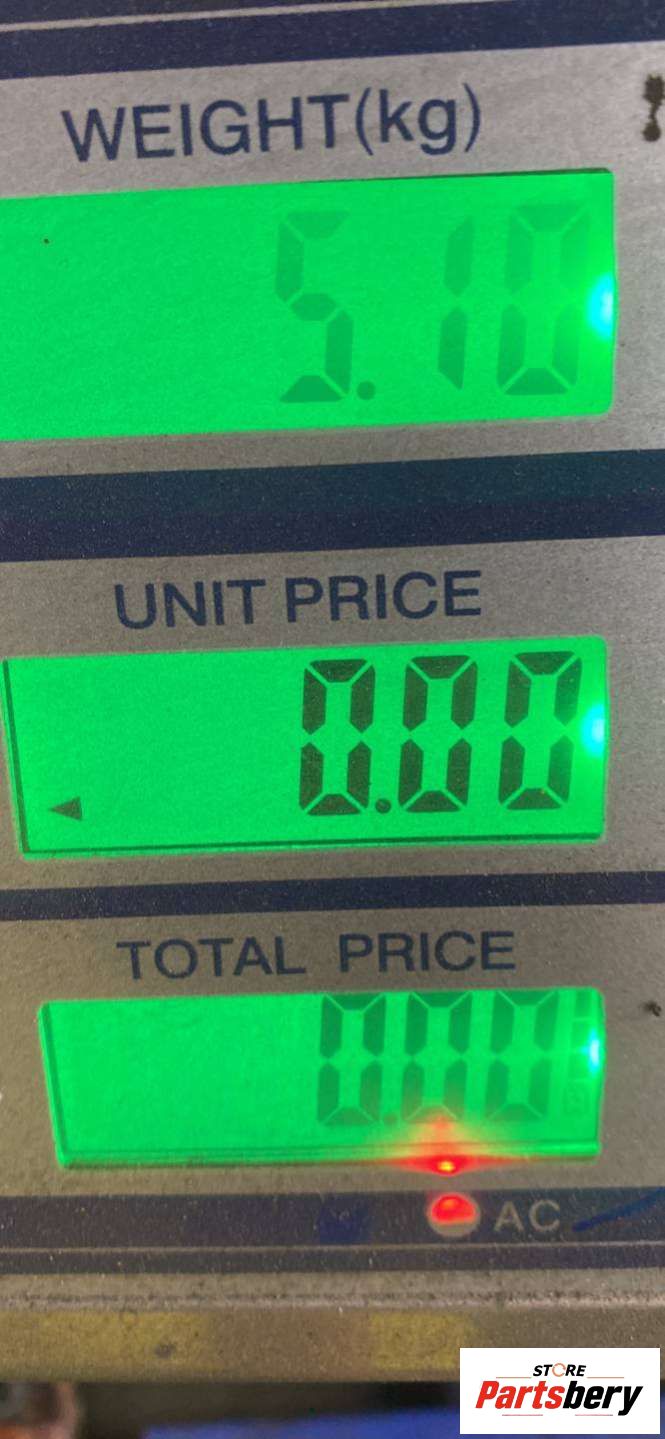 WEIGHT(kg)
5.10
UNIT PRICE
0.00
TOTAL PRICE
0.00
AC
STORE
Partsbery